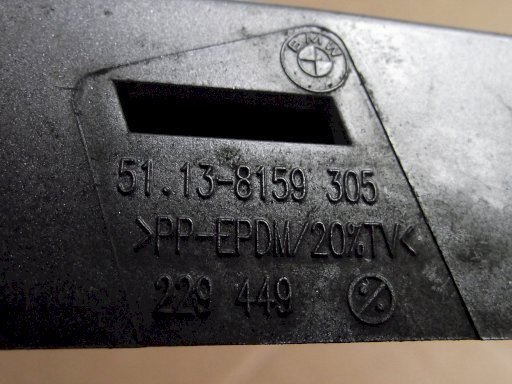 BMW
51.13-8159 305
>PP-EPDM/20%TV<
229 449